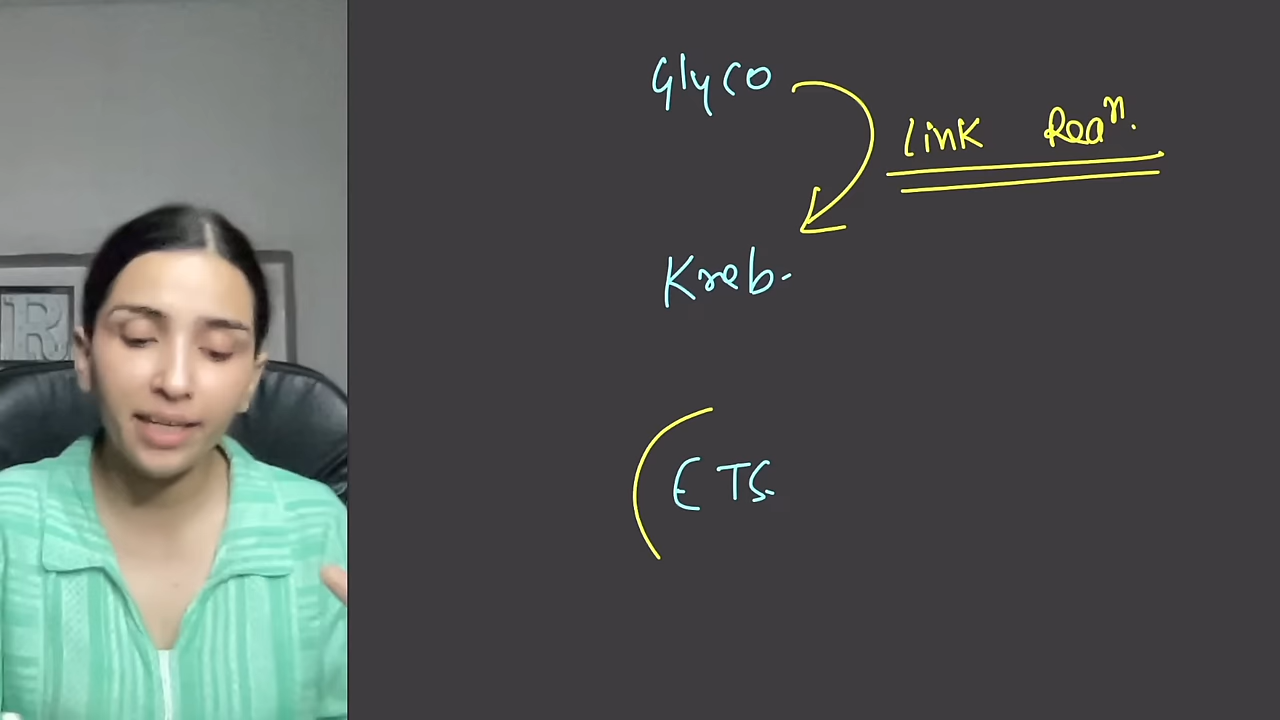 R
Glyco
Link Reaⁿ.
Kreb.
ETS.